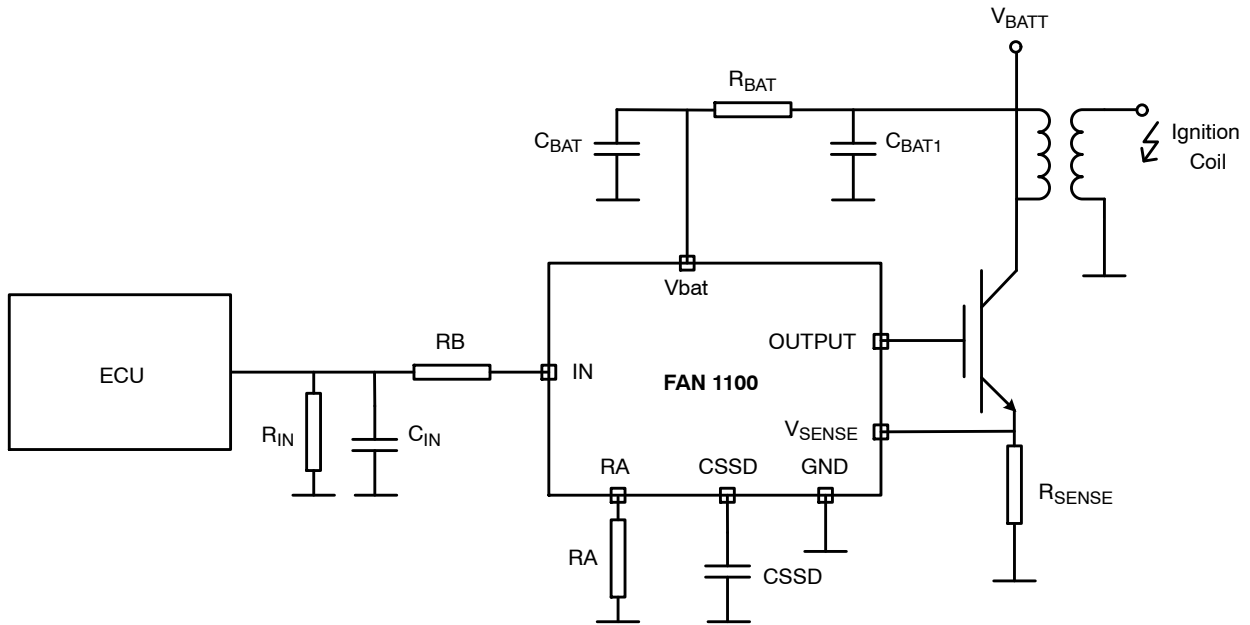 VBATT
RBAT
CBAT
CBAT1
Ignition
Coil
Vbat
ECU
RB
IN
OUTPUT
FAN 1100
RIN
CIN
VSENSE
RA
CSSD
GND
RSENSE
RA
CSSD